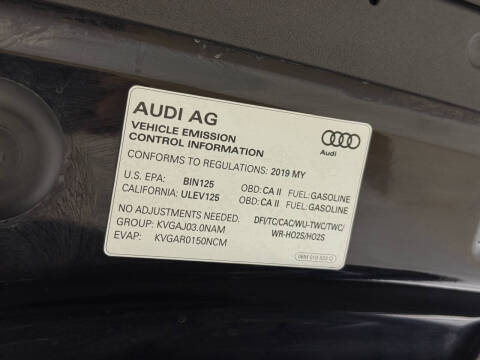 AUDI AG
VEHICLE EMISSION
CONTROL INFORMATION
Audi
CONFORMS TO REGULATIONS: 2019 MY
U.S. EPA: BIN125 OBD: CA II FUEL: GASOLINE
CALIFORNIA: ULEV125 OBD: CA II FUEL: GASOLINE
NO ADJUSTMENTS NEEDED.
DFI/TC/CAC/WU-TWC/TWC/
WR-HO2S/HO2S
GROUP: KVGAJ03.0NAM
EVAP: KVGAR0150NCM